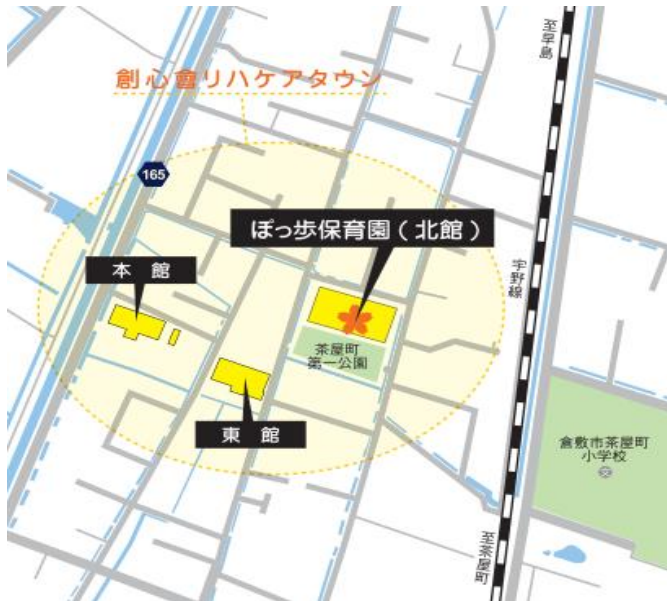 至早島
創心會リハケアタウン
165
ぽっ歩保育園（北館）
本館
宇野線
茶屋町
第一公園
東館
倉敷市茶屋町
小学校
文
至茶屋町